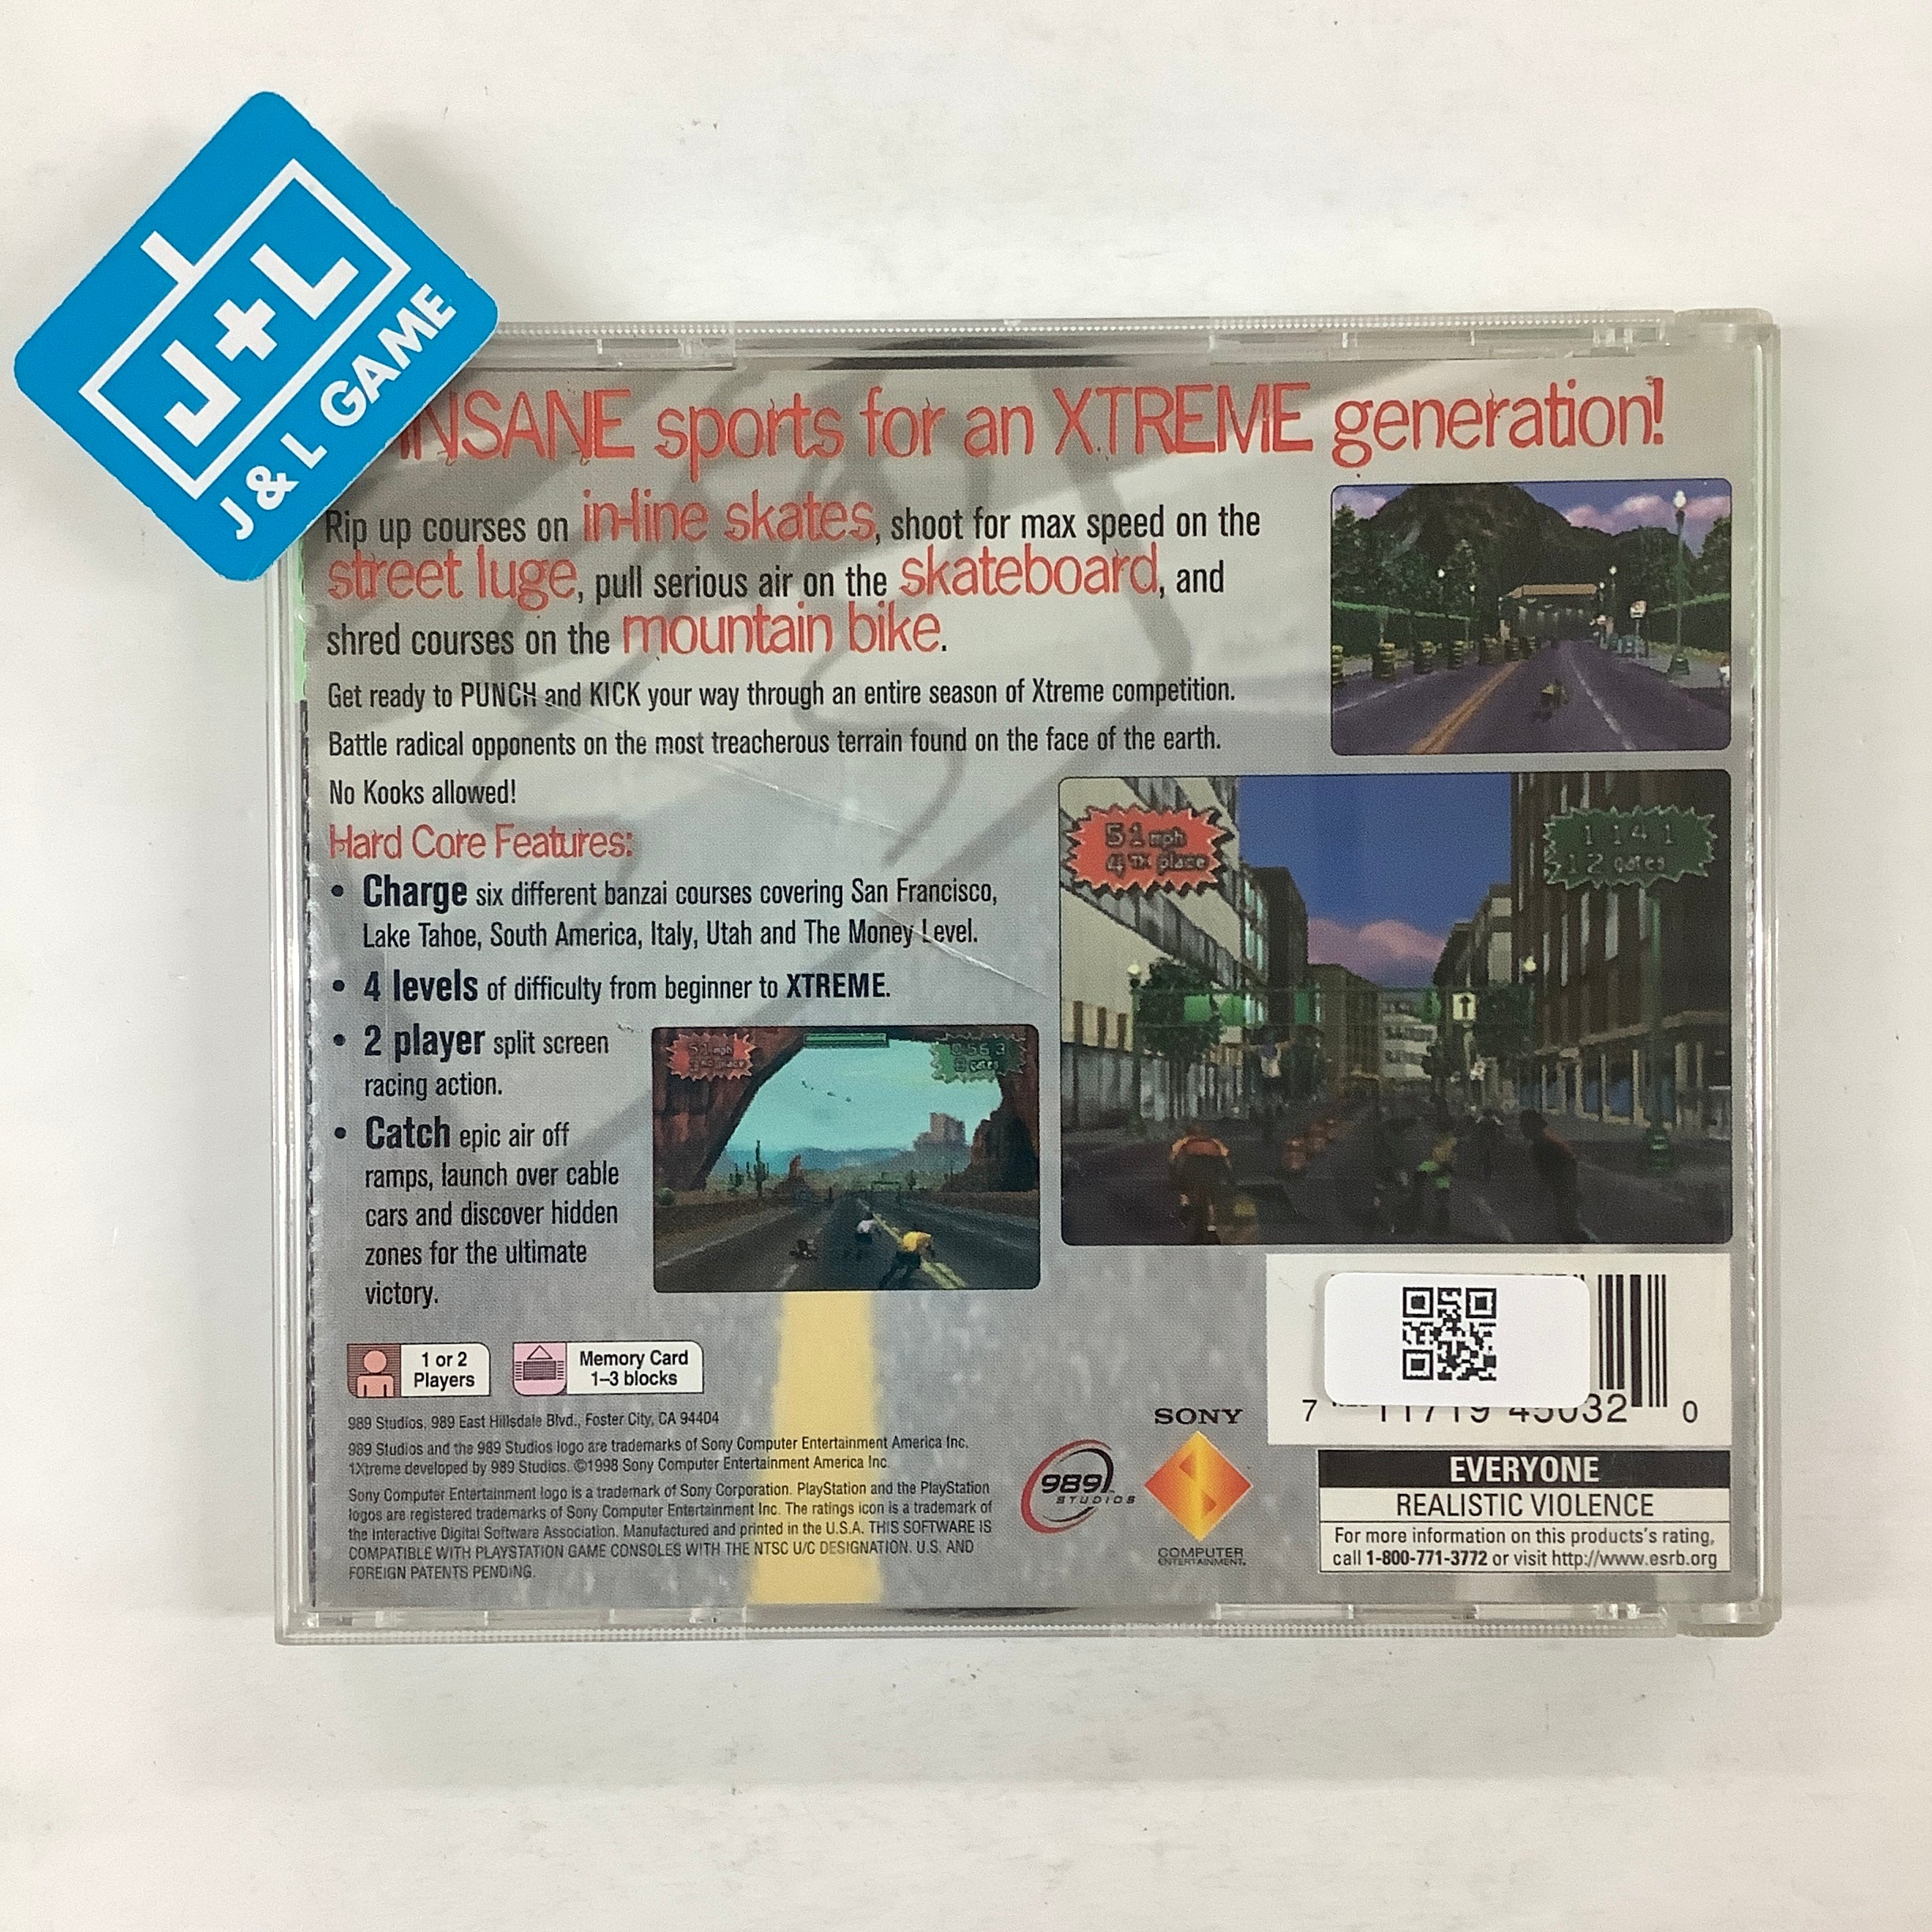 J+L
J & L GAME
INSANE sports for an XTREME generation!
Rip up courses on in-line skates, shoot for max speed on the
street luge, pull serious air on the skateboard, and
shred courses on the mountain bike.
Get ready to PUNCH and KICK your way through an entire season of Xtreme competition.
Battle radical opponents on the most treacherous terrain found on the face of the earth.
No Kooks allowed!
Hard Core Features:
• Charge six different banzai courses covering San Francisco,
Lake Tahoe, South America, Italy, Utah and The Money Level.
• 4 levels of difficulty from beginner to XTREME.
• 2 player split screen
racing action.
• Catch epic air off
ramps, launch over cable
cars and discover hidden
zones for the ultimate
victory.
51 mph
4TH place
1141
12 gates
51 mph
place
0563
8 gates
1 or 2
Players
Memory Card
1–3 blocks
989 Studios, 989 East Hillsdale Blvd., Foster City, CA 94404
989 Studios and the 989 Studios logo are trademarks of Sony Computer Entertainment America Inc.
1Xtreme developed by 989 Studios. ©1998 Sony Computer Entertainment America Inc.
Sony Computer Entertainment logo is a trademark of Sony Corporation. PlayStation and the PlayStation
logos are registered trademarks of Sony Computer Entertainment Inc. The ratings icon is a trademark of
the Interactive Digital Software Association. Manufactured and printed in the U.S.A. THIS SOFTWARE IS
COMPATIBLE WITH PLAYSTATION GAME CONSOLES WITH THE NTSC U/C DESIGNATION. U.S. AND
FOREIGN PATENTS PENDING.
989
STUDIOS
SONY
COMPUTER
ENTERTAINMENT.
7 11719 45032 0
EVERYONE
REALISTIC VIOLENCE
For more information on this products's rating,
call 1-800-771-3772 or visit http://www.esrb.org